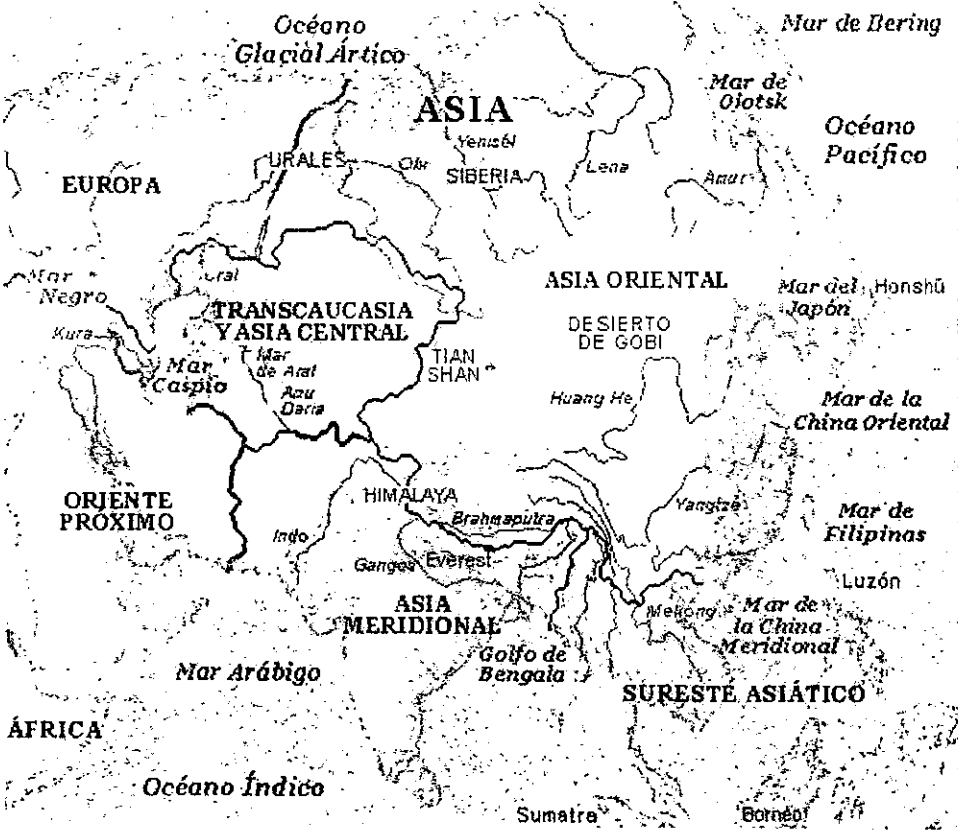 Océano
Glacial Ártico
Mar de Bering
ASIA
Mar de
Ojotsk
Océano
Pacífico
Yeniséi
URALES
Obi
SIBERIA
Lena
Amur
EUROPA
Mar
Negro
Ural
ASIA ORIENTAL
Mar del
Japón
Honshū
TRANSCAUCASIA
Y ASIA CENTRAL
DESIERTO
DE GOBI
Kura
Mar
Caspio
Mar
de Aral
TIAN
SHAN
Amu
Daria
Huang He
Mar de la
China Oriental
ORIENTE
PRÓXIMO
HIMALAYA
Brahmaputra
Yangtze
Mar de
Filipinas
Indo
Ganges
Everest
Luzón
ASIA
MERIDIONAL
Mekong
Mar de
la China
Meridional
Golfo de
Bengala
Mar Arábigo
SURESTE ASIÁTICO
ÁFRICA
Océano Índico
Sumatra
Borneo